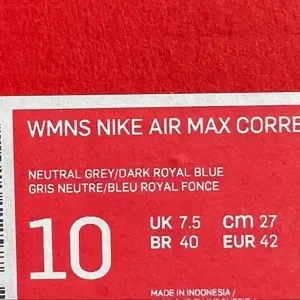 WMNS NIKE AIR MAX CORRE
NEUTRAL GREY/DARK ROYAL BLUE
GRIS NEUTRE/BLEU ROYAL FONCE
10
UK 7.5 cm 27
BR 40 EUR 42
MADE IN INDONESIA /